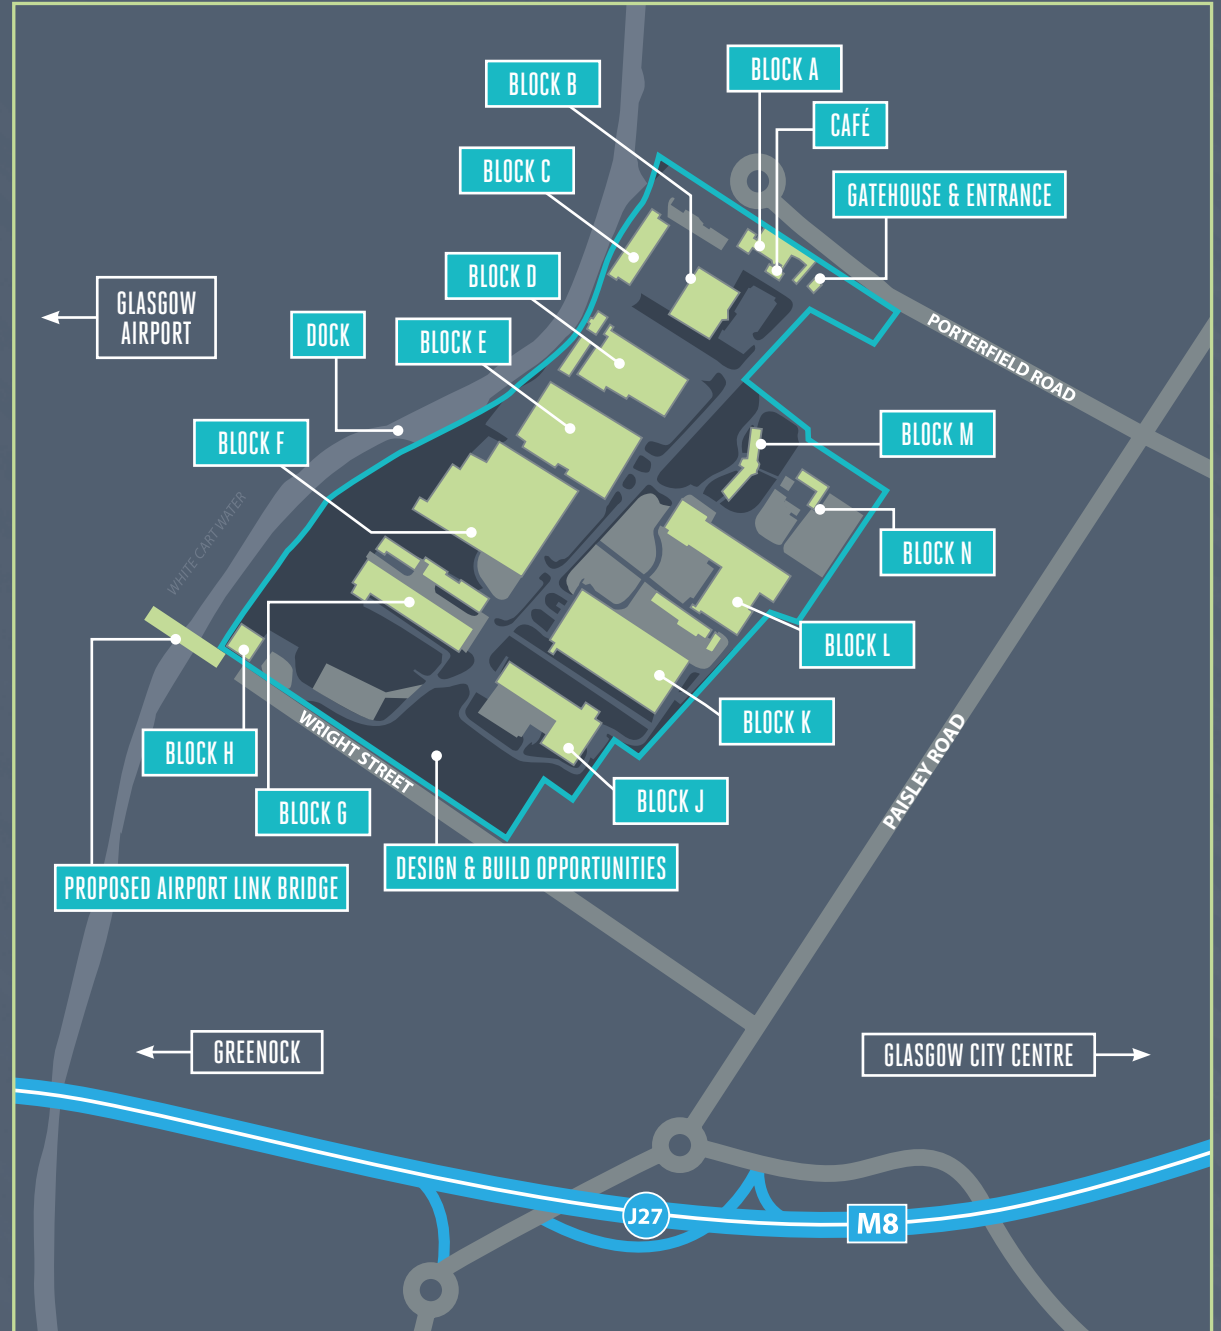 BLOCK A
BLOCK B
CAFÉ
BLOCK C
GATEHOUSE & ENTRANCE
BLOCK D
GLASGOW
AIRPORT
DOCK
BLOCK E
PORTERFIELD ROAD
BLOCK F
BLOCK M
WHITE CART WATER
BLOCK N
BLOCK L
BLOCK K
WRIGHT STREET
BLOCK H
PAISLEY ROAD
BLOCK G
BLOCK J
DESIGN & BUILD OPPORTUNITIES
PROPOSED AIRPORT LINK BRIDGE
GREENOCK
GLASGOW CITY CENTRE
J27
M8